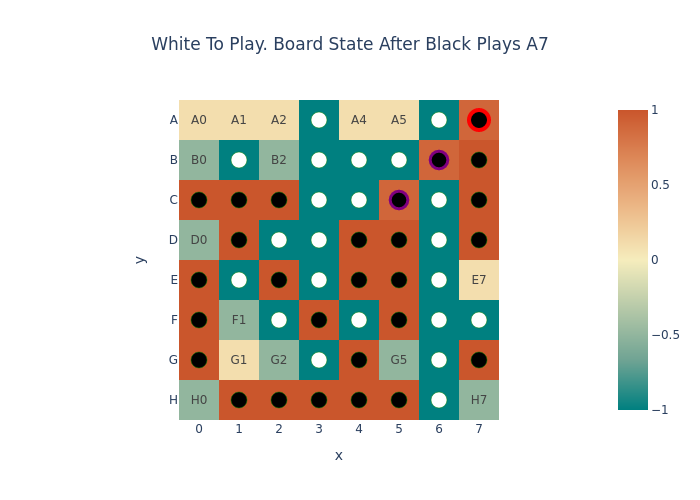 White To Play. Board State After Black Plays A7
A A0 A1 A2 A4 A5
B B0 B2
C
D D0
E E7
F F1
G G1 G2 G5
H H0 H7
0 1 2 3 4 5 6 7
x
y
1
0.5
0
−0.5
−1